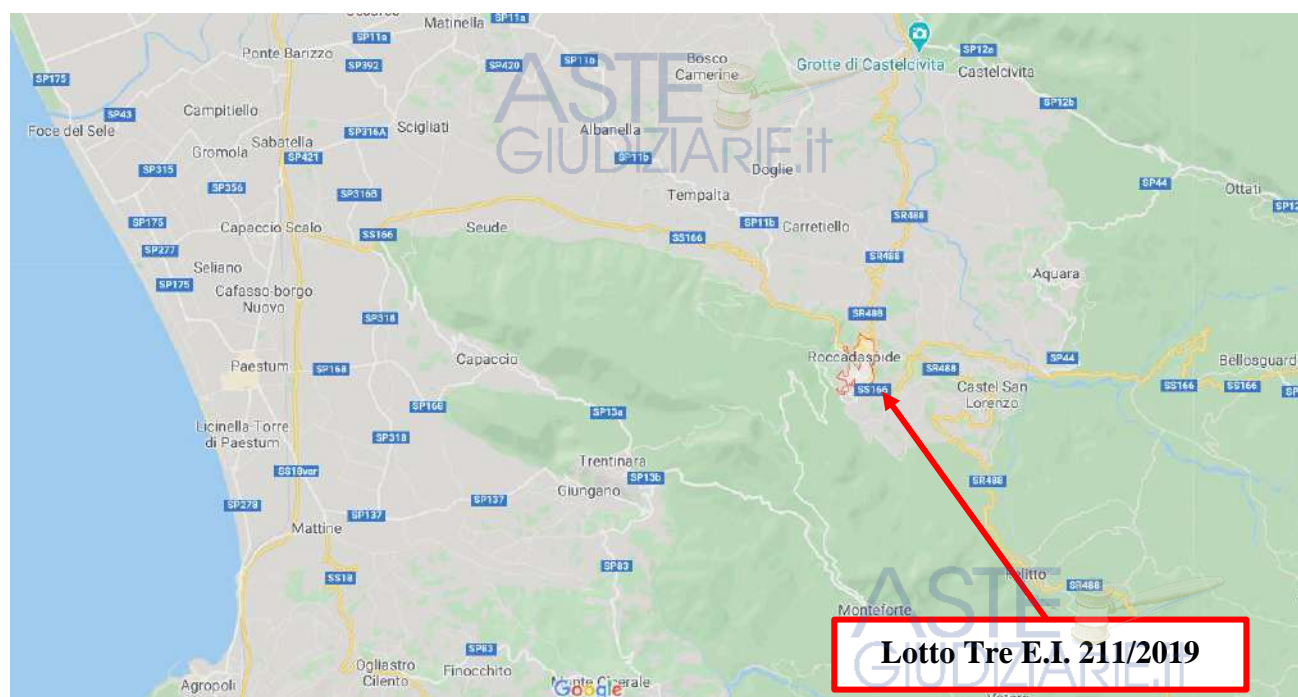 Matinella
SP11a
SP11a
Ponte Barizzo
SP392
SP420
SP11b
Bosco
Camerine
Grotte di Castelcivita
SP12a
Castelcivita
SP175
ASTE
GIUDIZIARIE.it
SP12b
SP43
Campitiello
Foce del Sele
SP316A
Scigliati
Albanella
Sabatella
Gromola
SP421
SP11b
SP315
Doglie
SP356
SP316B
Tempalta
SP44
Ottati
SP12
SP175
Capaccio Scalo
SS166
Seude
SS166
SP11b
Carretiello
SR488
SP277
SR488
Seliano
SP175
Cafasso-borgo
Nuovo
Aquara
SP318
SR488
Capaccio
Roccadaspide
SP44
Bellosguard
Paestum
SP168
SR488
SS166
SS166
SS166
Castel San
Lorenzo
SP168
SP13a
Licinella-Torre
di Paestum
SP318
Trentinara
SS18var
SP13b
SR488
Giungano
SP278
SP137
SP137
Mattine
SP83
SS18
ASTE
GIUDIZIARIE.it
SR488
Monteforte
Lotto Tre E.I. 211/2019
SP83
Ogliastro
Cilento
Finocchito
Agropoli
Google